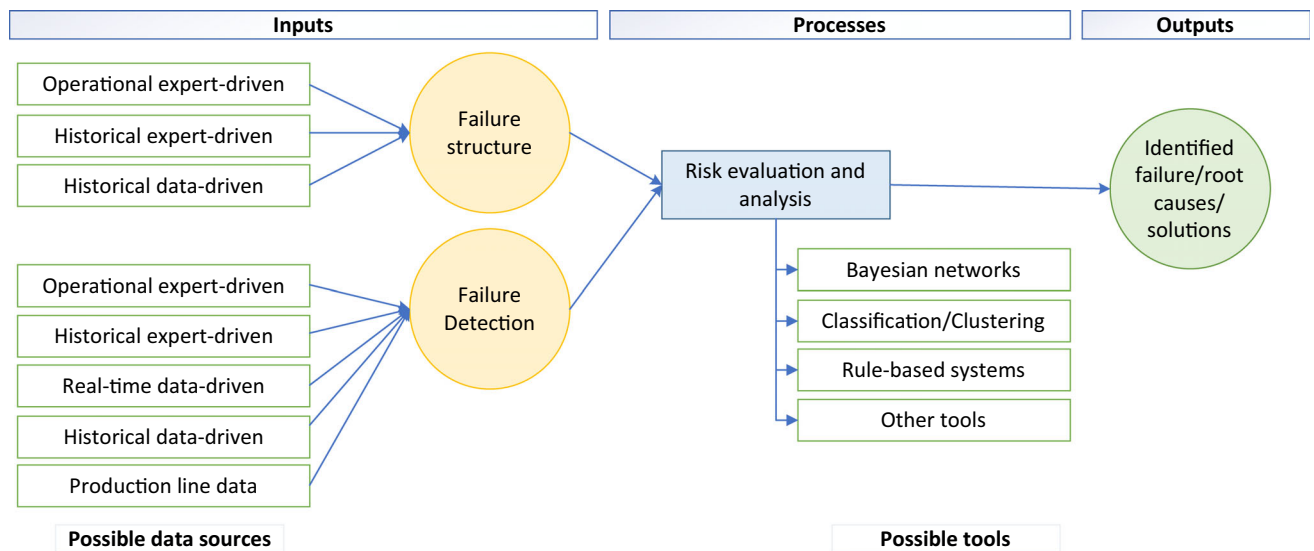 Inputs
Processes
Outputs
Operational expert-driven
Historical expert-driven
Historical data-driven
Failure
structure
Operational expert-driven
Historical expert-driven
Real-time data-driven
Historical data-driven
Production line data
Failure
Detection
Risk evaluation and
analysis
Bayesian networks
Classification/Clustering
Rule-based systems
Other tools
Identified
failure/root
causes/
solutions
Possible data sources
Possible tools